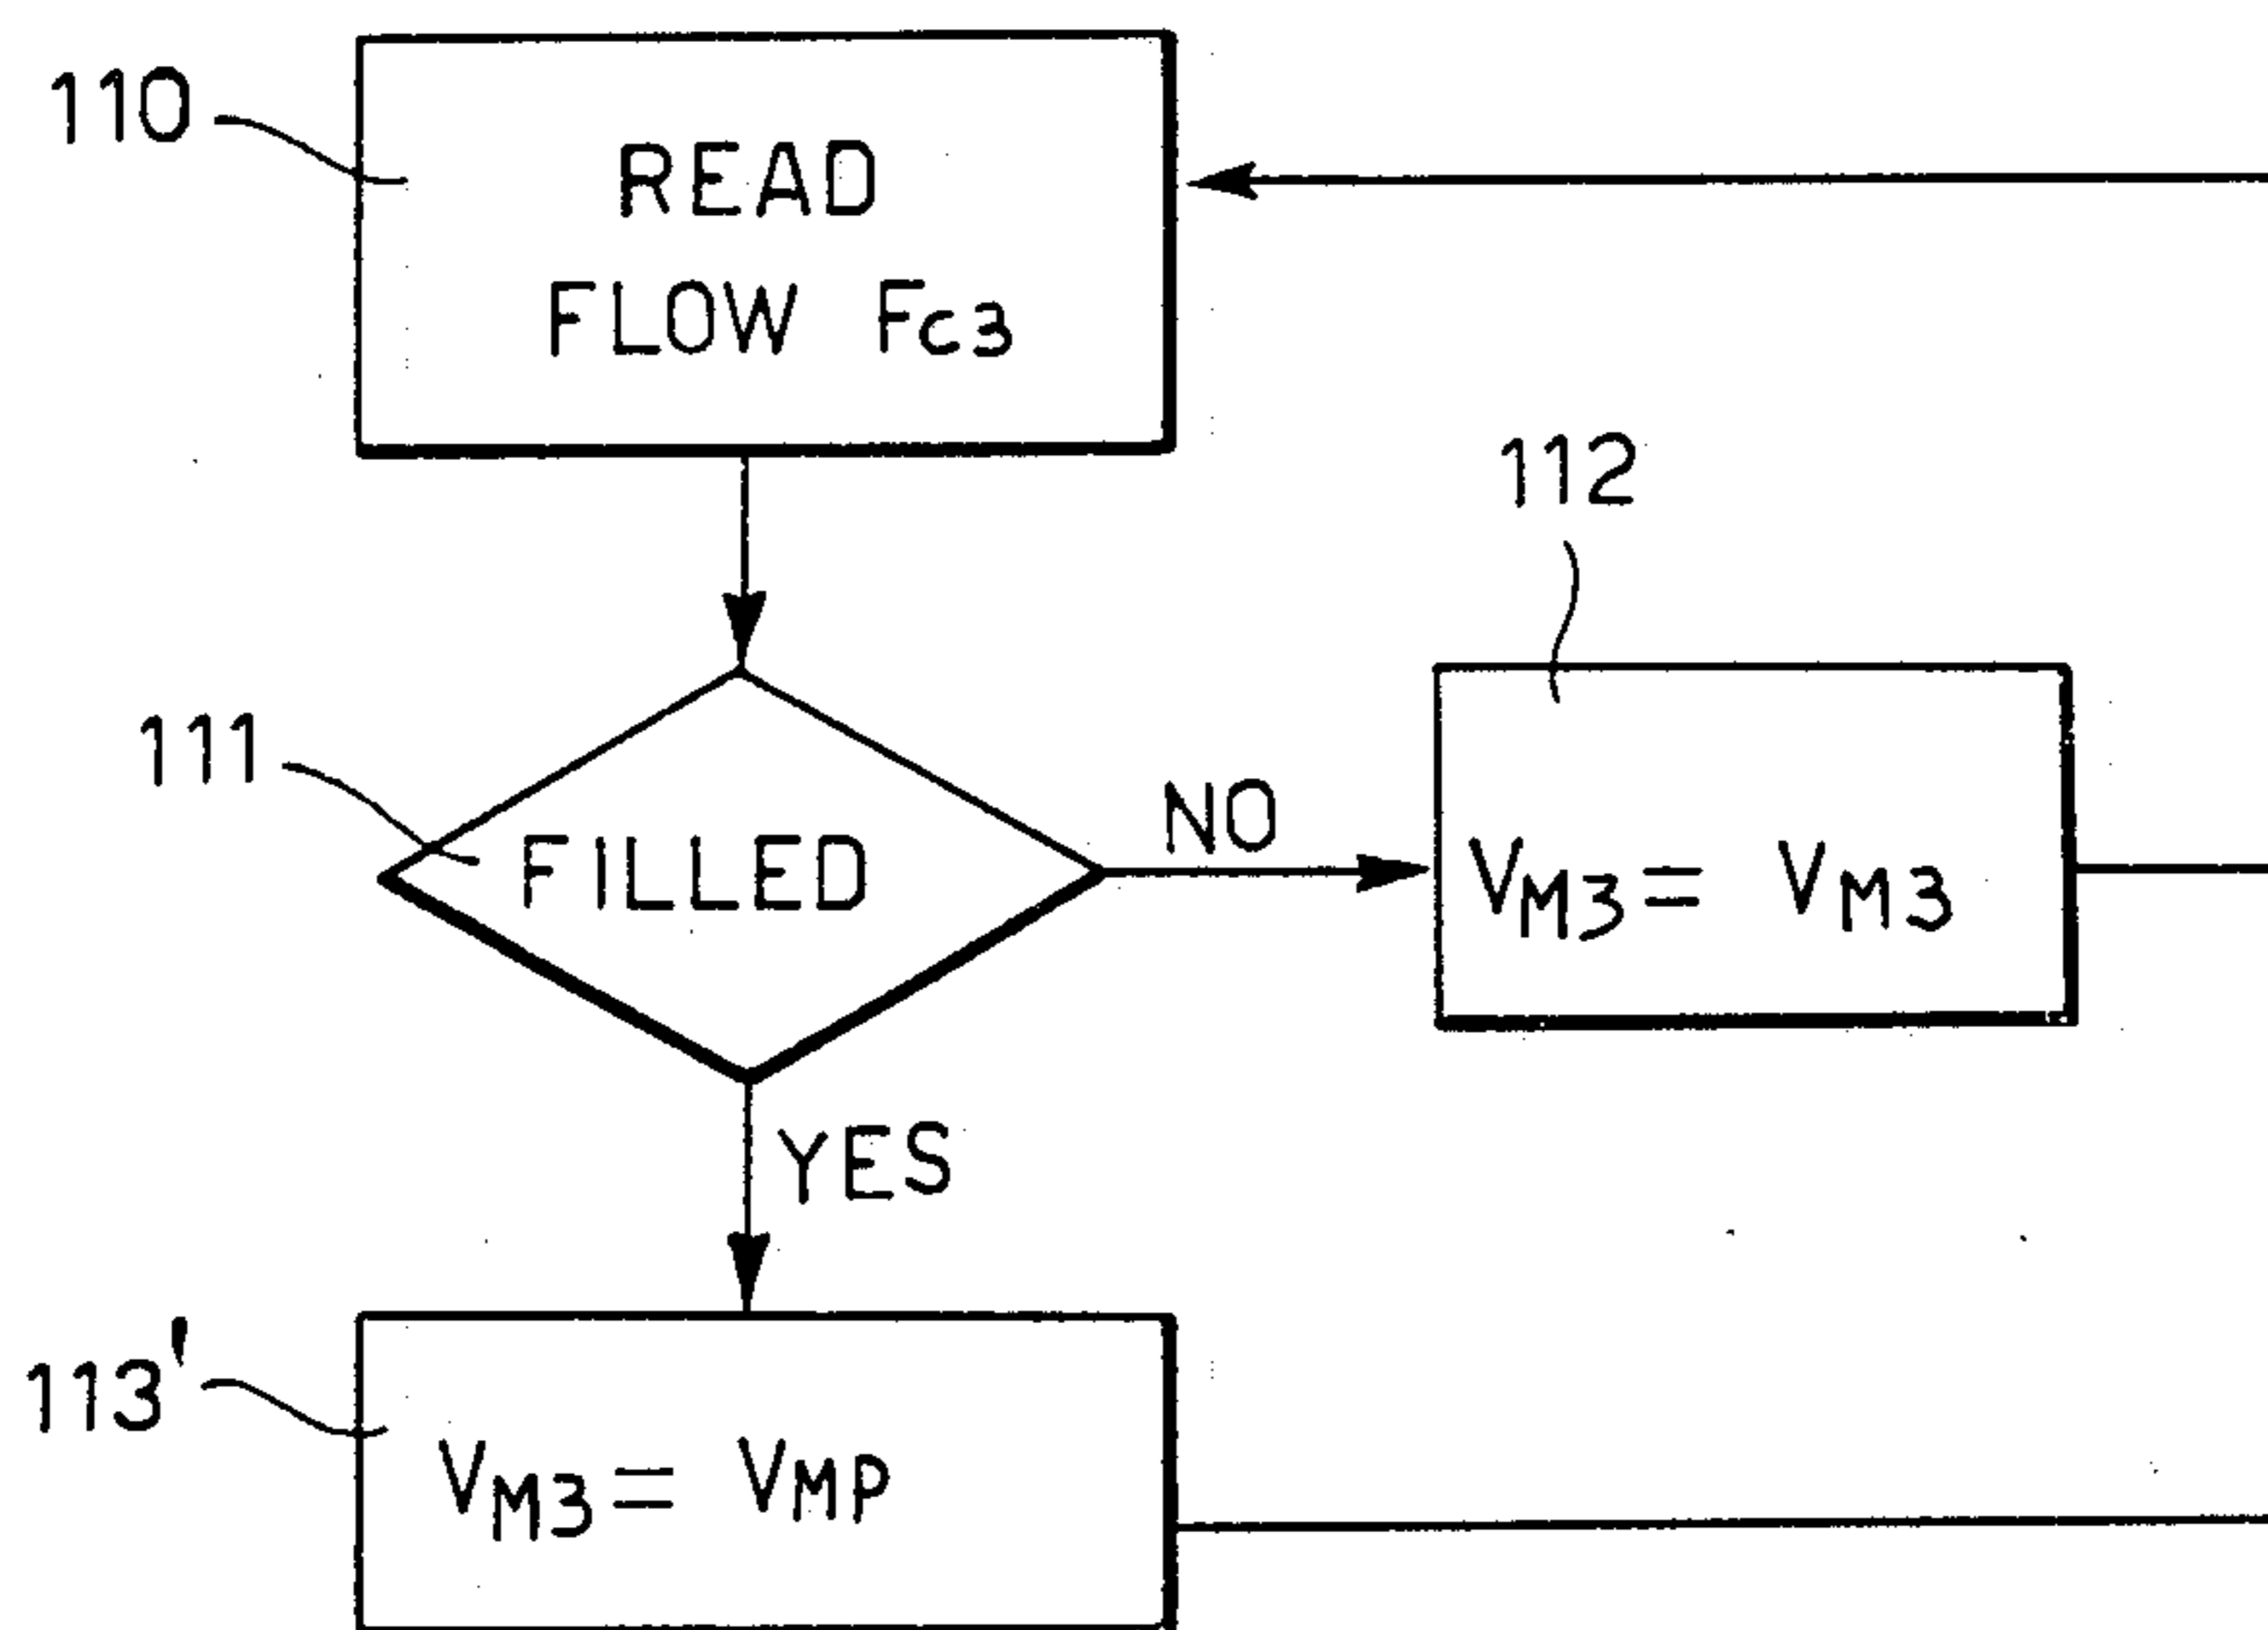 110
READ
FLOW Fc3
112
111
FILLED
NO
VM3 = VM3
YES
113'
VM3 = VMP